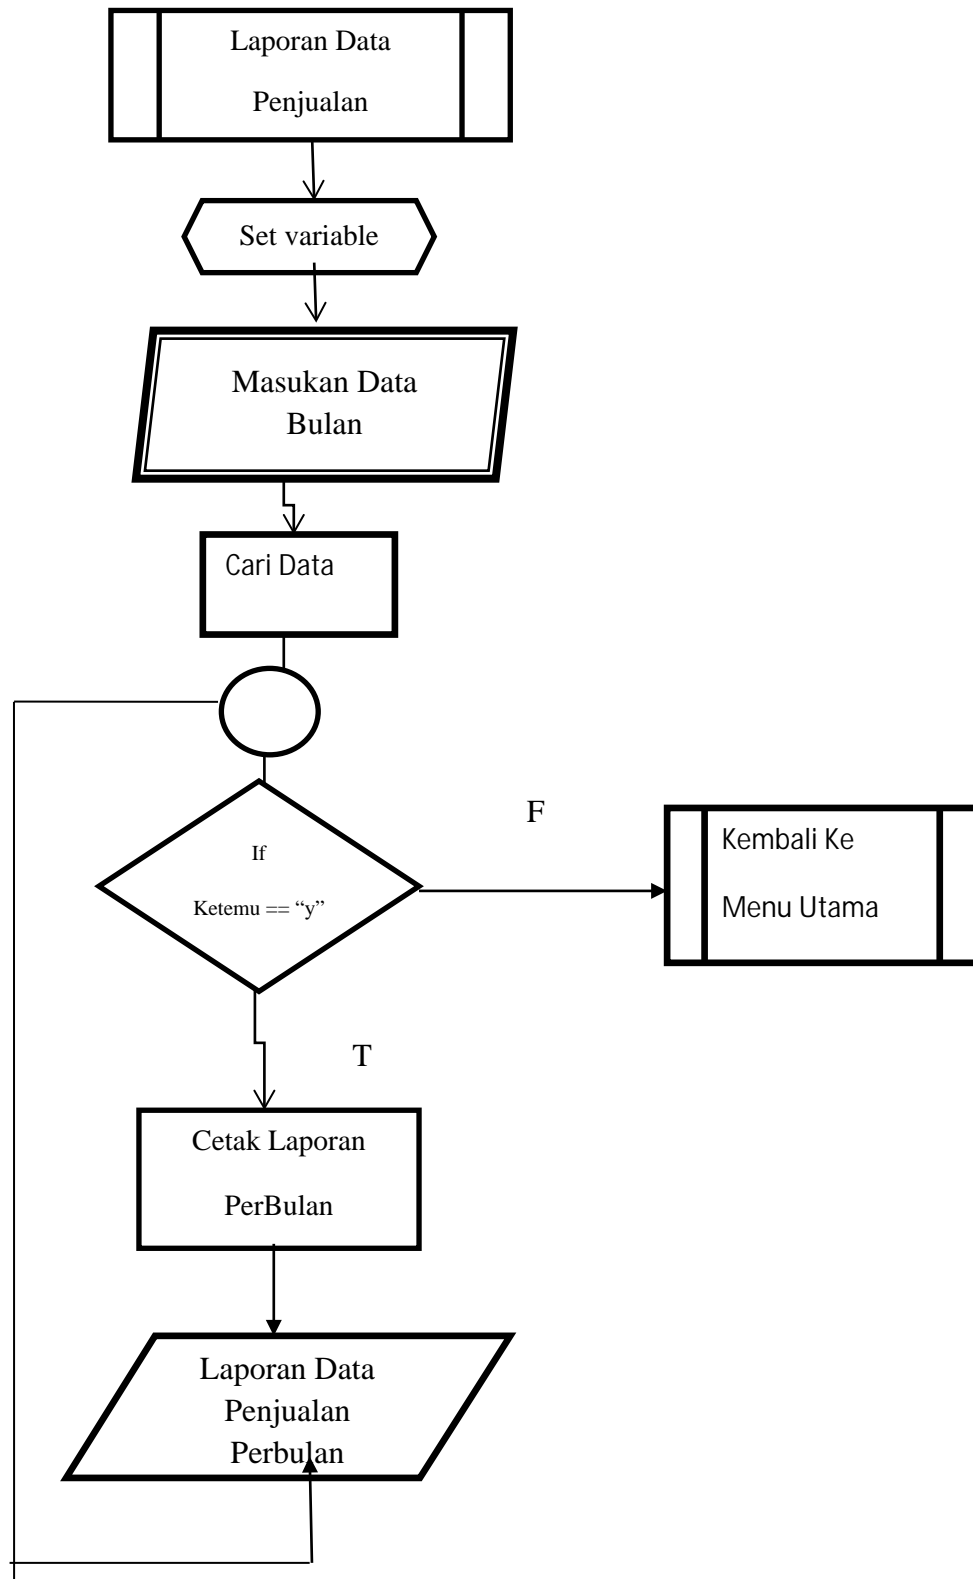 Laporan Data
Penjualan
Set variable
Masukan Data
Bulan
Cari Data
If
Ketemu == “y”
F
Kembali Ke
Menu Utama
T
Cetak Laporan
PerBulan
Laporan Data
Penjualan
Perbulan